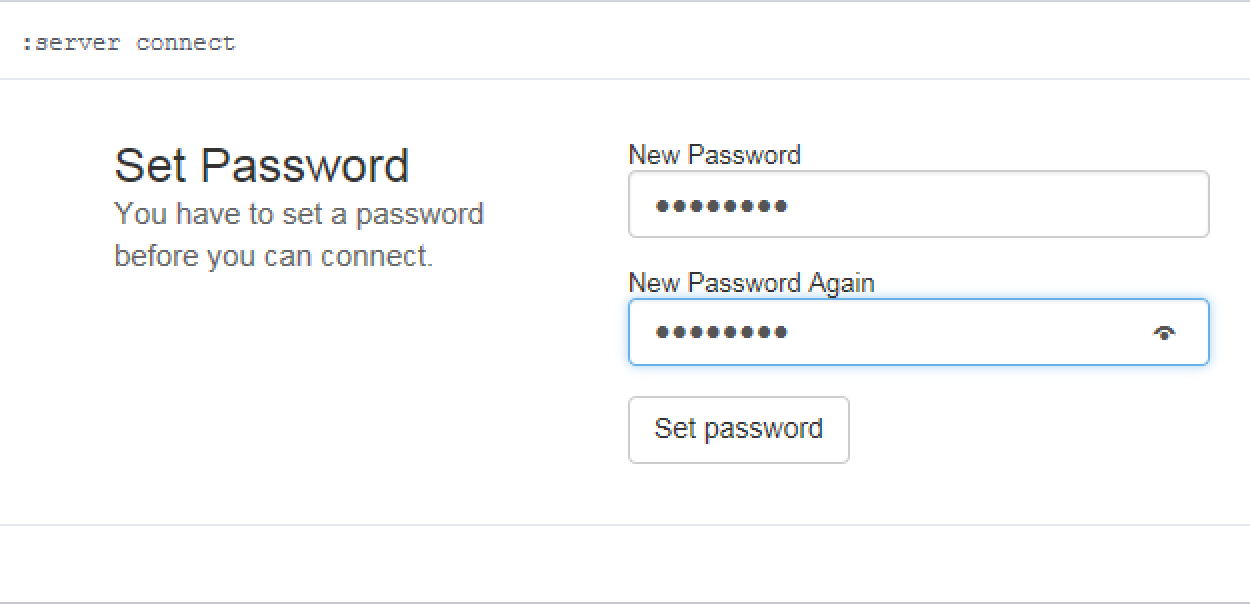 :server connect
Set Password
You have to set a password
before you can connect.
New Password
••••••••
New Password Again
••••••••
Set password